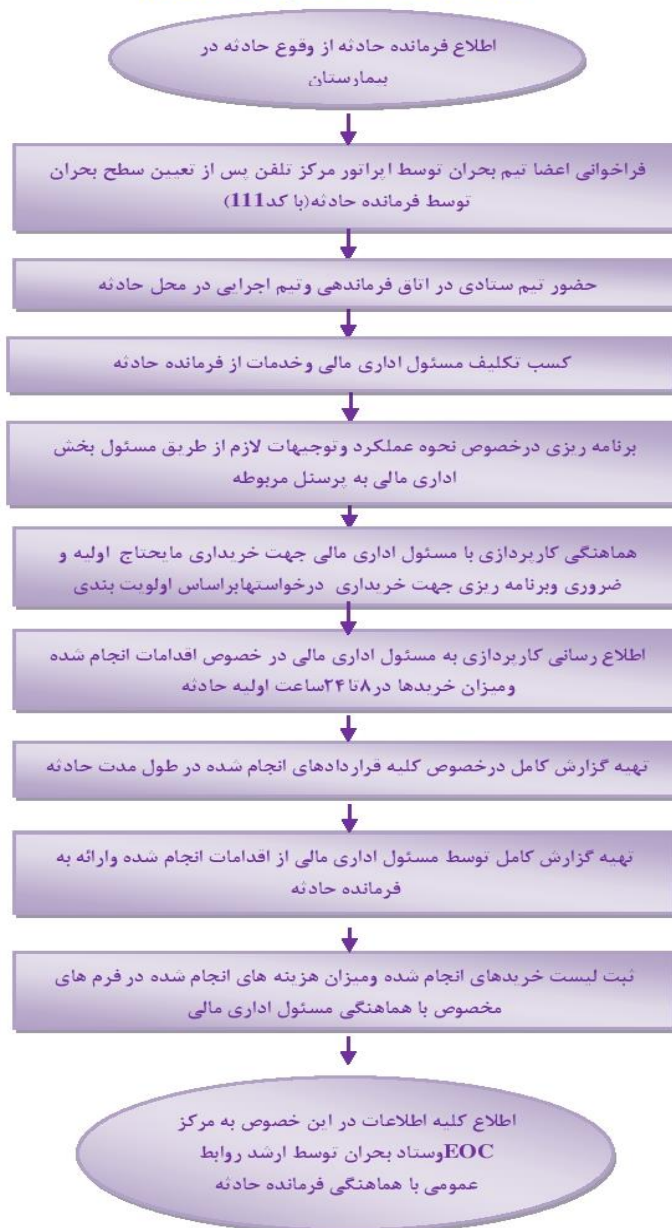 اطلاع فرمانده حادثه از وقوع حادثه در
بیمارستان
فراخوانی اعضا تیم بحران توسط اپراتور مرکز تلفن پس از تعیین سطح بحران
توسط فرمانده حادثه(با کد111)
حضور تیم ستادی در اتاق فرماندهی وتیم اجرایی در محل حادثه
کسب تکلیف مسئول اداری مالی وخدمات از فرمانده حادثه
برنامه ریزی درخصوص نحوه عملکرد وتوجیهات لازم از طریق مسئول بخش
اداری مالی به پرسنل مربوطه
هماهنگی کارپردازی با مسئول اداری مالی جهت خریداری مایحتاج اولیه و
ضروری وبرنامه ریزی جهت خریداری درخواستهابراساس اولویت بندی
اطلاع رسانی کارپردازی به مسئول اداری مالی در خصوص اقدامات انجام شده
ومیزان خریدها در۸تا۲۴ساعت اولیه حادثه
تهیه گزارش کامل درخصوص کلیه قراردادهای انجام شده در طول مدت حادثه
تهیه گزارش کامل توسط مسئول اداری مالی از اقدامات انجام شده وارائه به
فرمانده حادثه
ثبت لیست خریدهای انجام شده ومیزان هزینه های انجام شده در فرم های
مخصوص با هماهنگی مسئول اداری مالی
اطلاع کلیه اطلاعات در این خصوص به مرکز
EOCوستاد بحران توسط ارشد روابط
عمومی با هماهنگی فرمانده حادثه